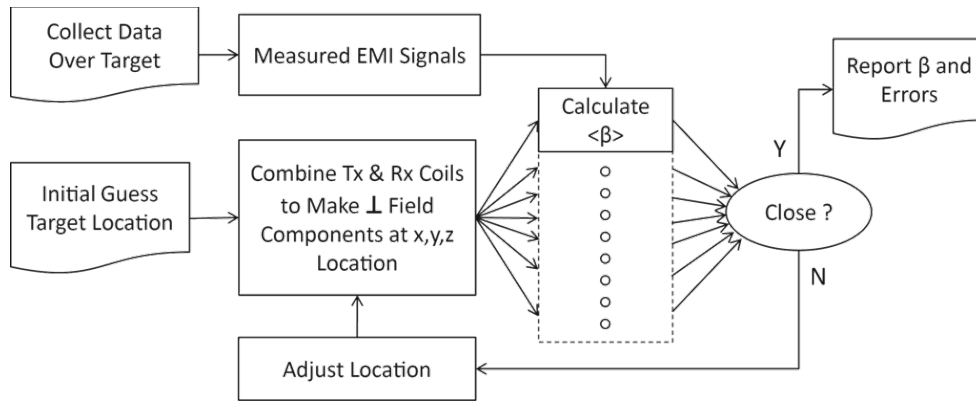 Collect Data
Over Target
Measured EMI Signals
Calculate
<β>
Report β and
Errors
Initial Guess
Target Location
Combine Tx & Rx Coils
to Make ⊥ Field
Components at x,y,z
Location
Y
Close ?
N
Adjust Location